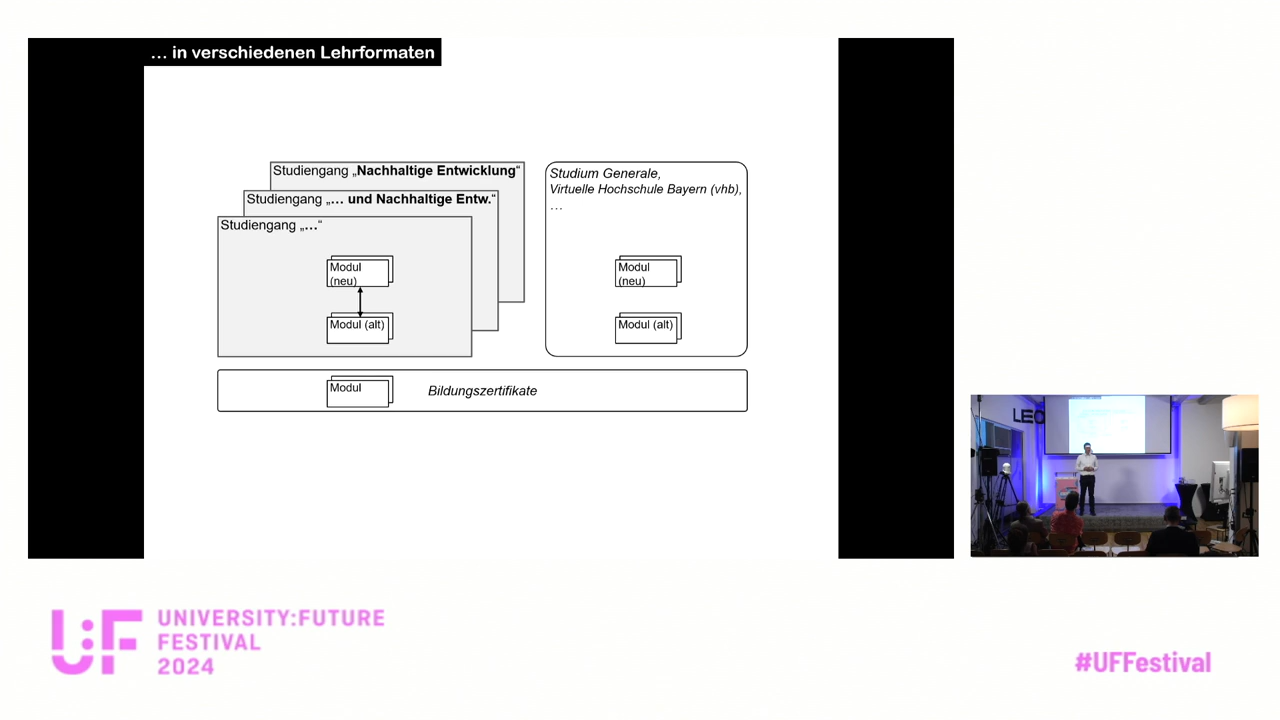 … in verschiedenen Lehrformaten
Studiengang „Nachhaltige Entwicklung“
Studiengang „… und Nachhaltige Entw.“
Studiengang „…“
Modul
(neu)
Modul (alt)
Studium Generale,
Virtuelle Hochschule Bayern (vhb),
…
Modul
(neu)
Modul (alt)
Modul
Bildungszertifikate
LEO
U:F
UNIVERSITY:FUTURE
FESTIVAL
2024
#UFFestival